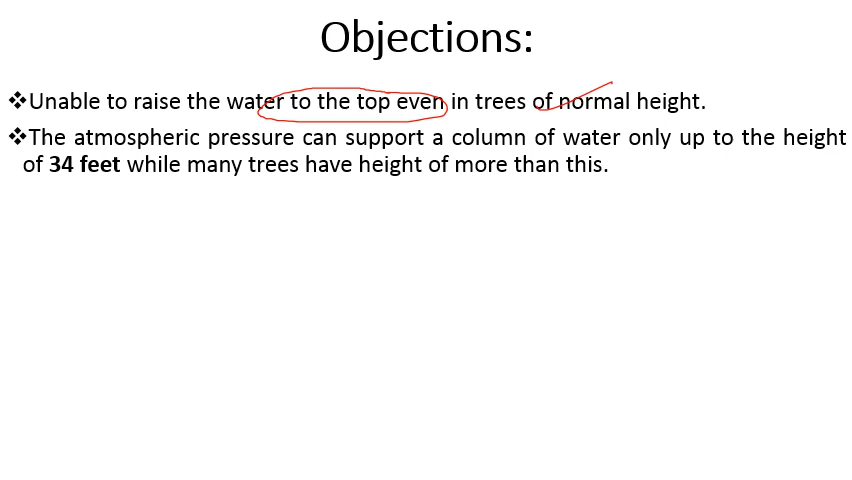 Objections:
❖Unable to raise the water to the top even in trees of normal height.
❖The atmospheric pressure can support a column of water only up to the height
of 34 feet while many trees have height of more than this.